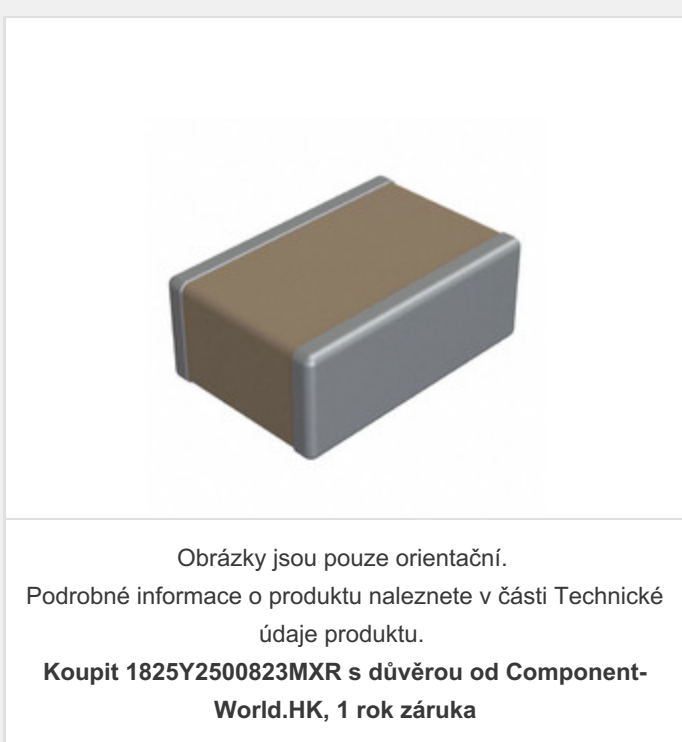 Obrázky jsou pouze orientační.
Podrobné informace o produktu naleznete v části Technické
údaje produktu.
Koupit 1825Y2500823MXR s důvěrou od Component-
World.HK, 1 rok záruka